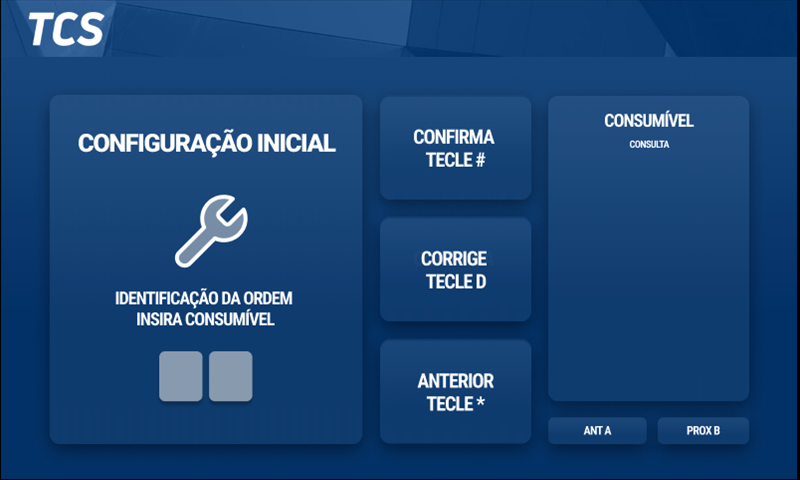 TCS
CONFIGURAÇÃO INICIAL
IDENTIFICAÇÃO DA ORDEM
INSIRA CONSUMÍVEL
CONFIRMA
TECLE #
CORRIGE
TECLE D
ANTERIOR
TECLE *
CONSUMÍVEL
CONSULTA
ANT A
PROX B